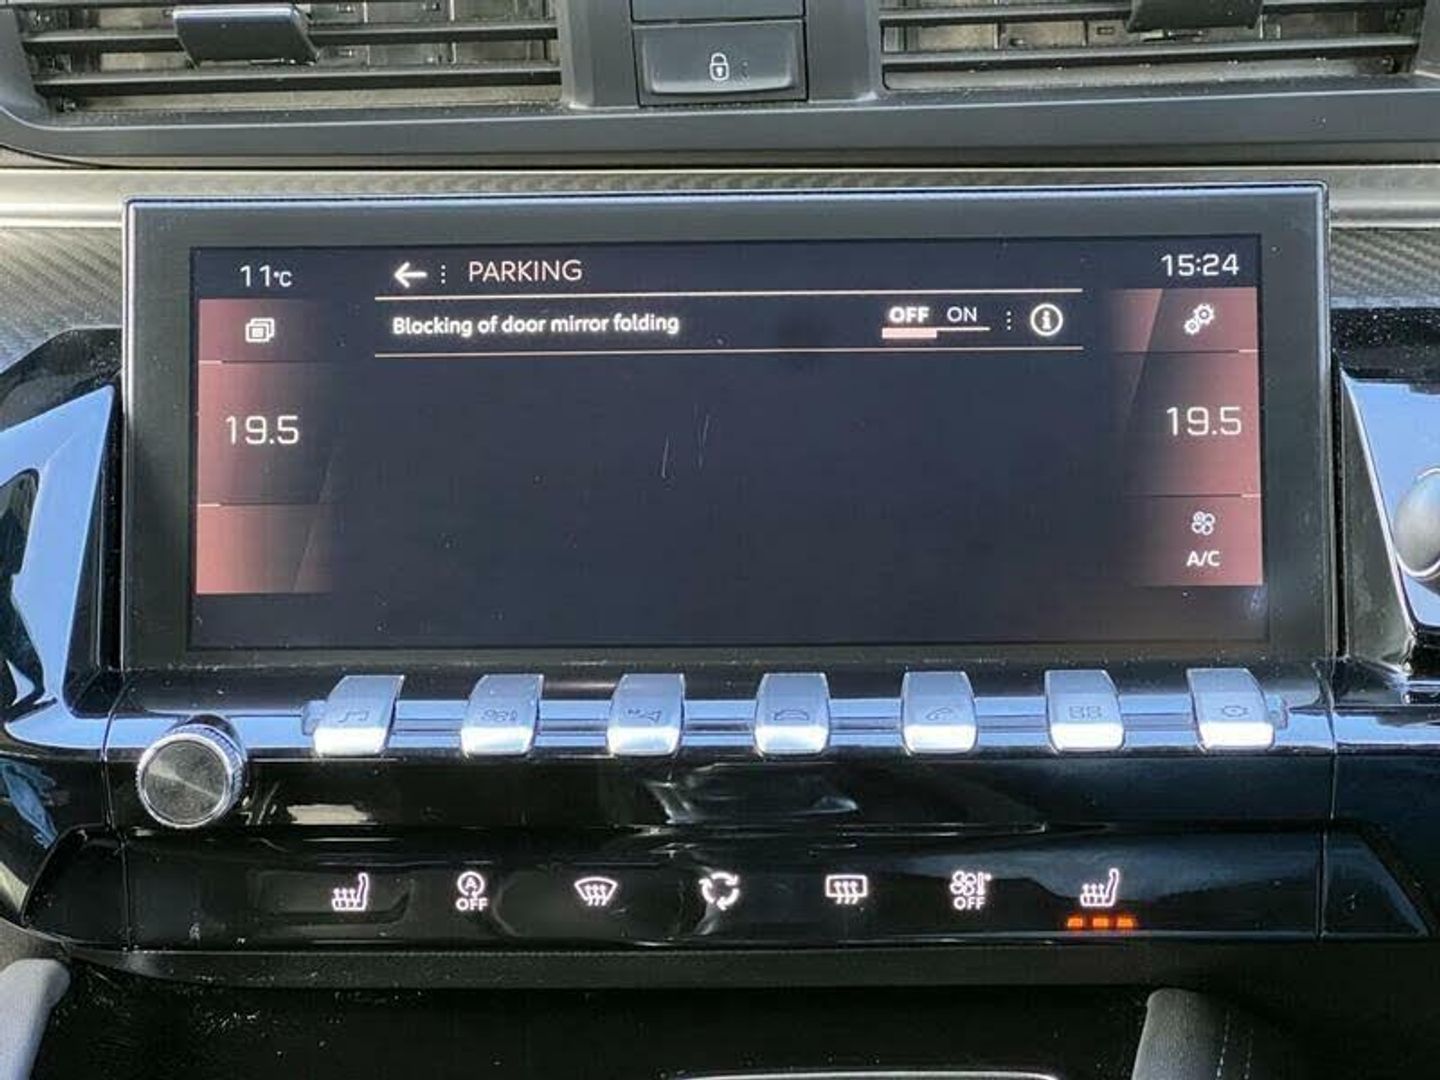 11°C
← PARKING
15:24
Blocking of door mirror folding
OFF ON
i
19.5
19.5
A/C
A
OFF
OFF